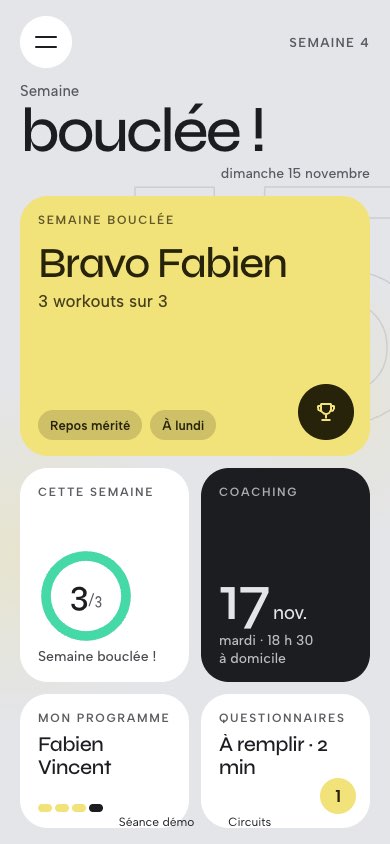 SEMAINE 4
Semaine
bouclée !
dimanche 15 novembre
SEMAINE BOUCLÉE
Bravo Fabien
3 workouts sur 3
Repos mérité
À lundi
CETTE SEMAINE
3/3
Semaine bouclée !
COACHING
17 nov.
mardi · 18 h 30
à domicile
MON PROGRAMME
Fabien
Vincent
QUESTIONNAIRES
À remplir · 2
min
1
Séance démo
Circuits